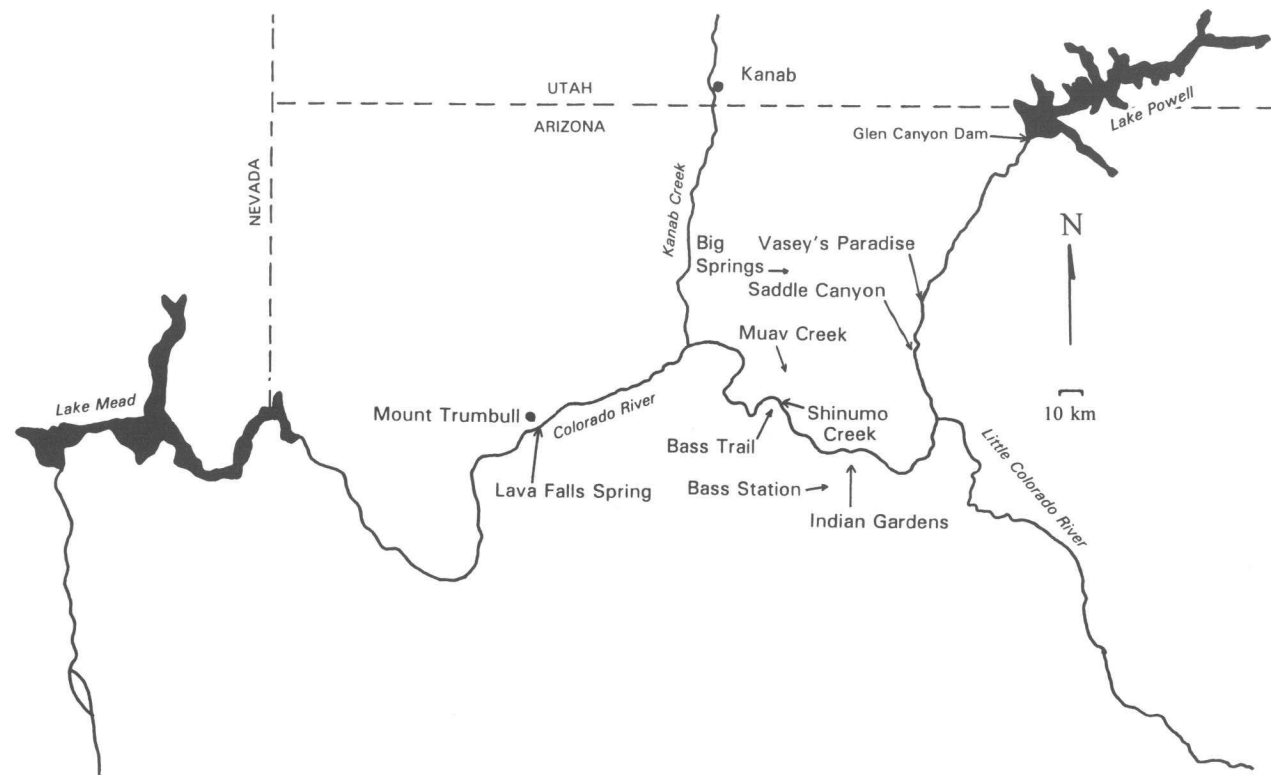 Kanab
UTAH
ARIZONA
Lake Powell
Glen Canyon Dam
NEVADA
Kanab Creek
N
Big
Springs
Vasey's Paradise
Saddle Canyon
Muav Creek
10 km
Lake Mead
Mount Trumbull
Colorado River
Shinumo
Creek
Bass Trail
Little Colorado River
Lava Falls Spring
Bass Station
Indian Gardens